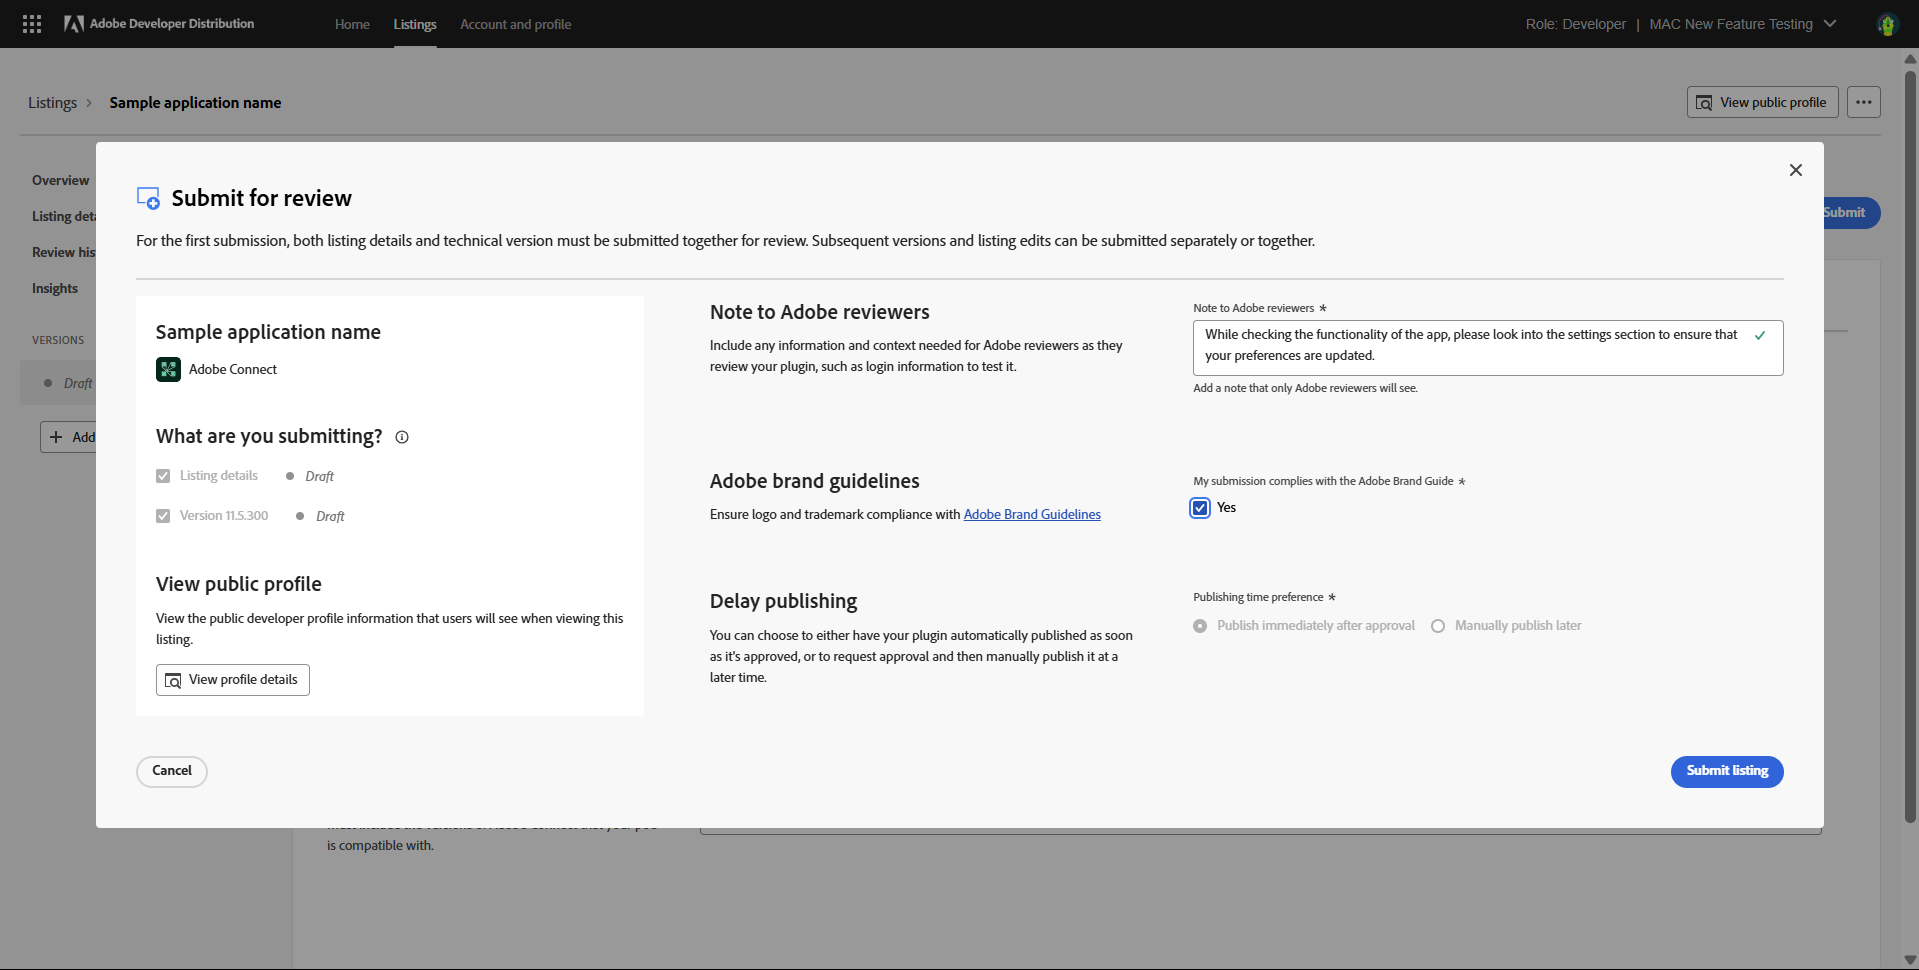 Adobe Developer Distribution
Home
Listings
Account and profile
Role: Developer | MAC New Feature Testing
Listings > Sample application name
View public profile
Overview
Listing deta
Review his
Insights
VERSIONS
Draft
+ Add
Submit
Submit for review
For the first submission, both listing details and technical version must be submitted together for review. Subsequent versions and listing edits can be submitted separately or together.
Sample application name
Adobe Connect
What are you submitting?
Listing details
Draft
Version 11.5.300
Draft
View public profile
View the public developer profile information that users will see when viewing this
listing.
View profile details
Note to Adobe reviewers
Include any information and context needed for Adobe reviewers as they
review your plugin, such as login information to test it.
Note to Adobe reviewers *
While checking the functionality of the app, please look into the settings section to ensure that
your preferences are updated.
Add a note that only Adobe reviewers will see.
Adobe brand guidelines
Ensure logo and trademark compliance with Adobe Brand Guidelines
My submission complies with the Adobe Brand Guide *
Yes
Delay publishing
You can choose to either have your plugin automatically published as soon
as it's approved, or to request approval and then manually publish it at a
later time.
Publishing time preference *
Publish immediately after approval
Manually publish later
Cancel
Submit listing
is compatible with.